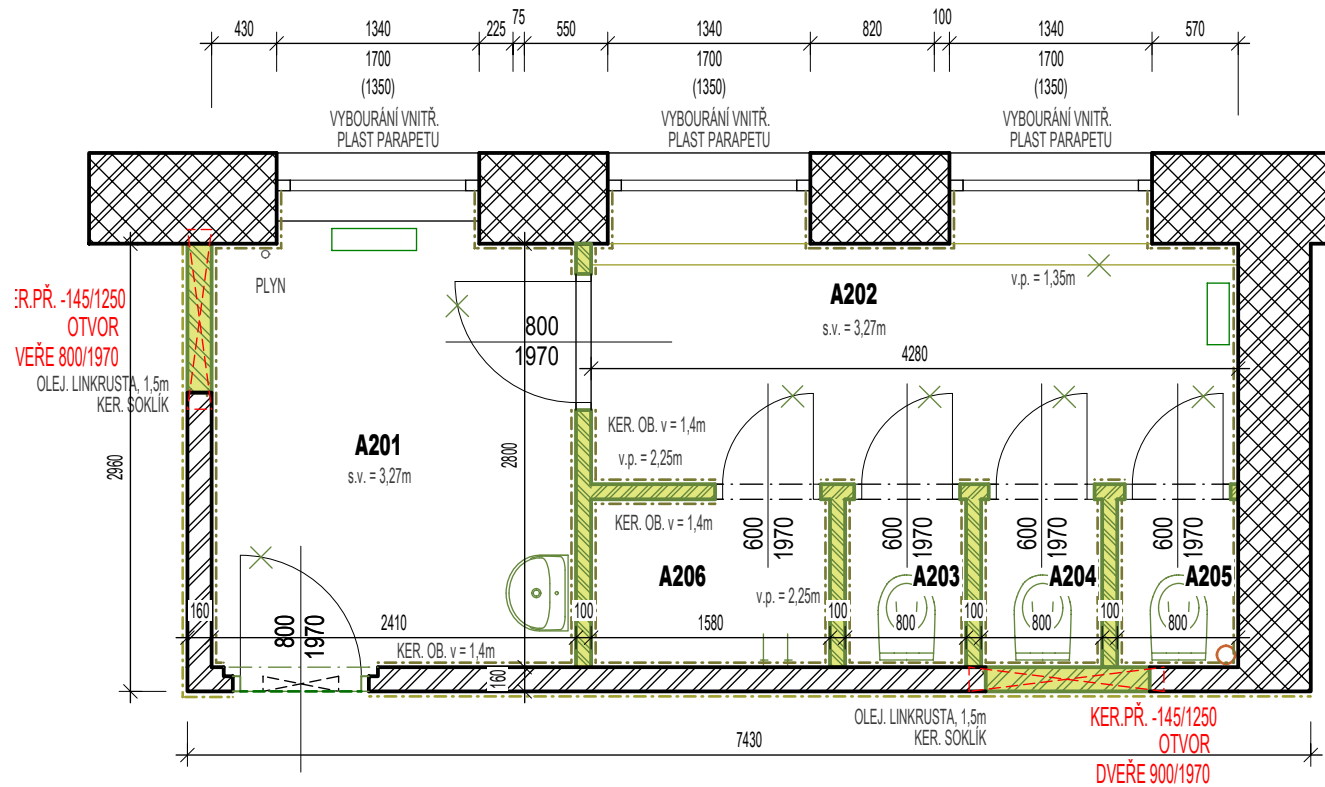 430 1340 225 75 550 1340 820 100 1340 570
1700 1700 1700
(1350) (1350) (1350)
VYBOURÁNÍ VNITŘ.
PLAST PARAPETU
VYBOURÁNÍ VNITŘ.
PLAST PARAPETU
VYBOURÁNÍ VNITŘ.
PLAST PARAPETU
PLYN
ER.PŘ. -145/1250
OTVOR
VEŘE 800/1970
OLEJ. LINKRUSTA, 1,5m
KER. SOKLÍK
2960
A201
s.v. = 3,27m
2800
800
1970
A202
s.v. = 3,27m
v.p. = 1,35m
4280
KER. OB. v = 1,4m
v.p. = 2,25m
KER. OB. v = 1,4m
600
1970
600
1970
600
1970
600
1970
A206
A203
A204
A205
v.p. = 2,25m
160
800
1970
2410
100
1580
100
800
100
800
100
800
KER. OB. v = 1,4m
160
OLEJ. LINKRUSTA, 1,5m
KER. SOKLÍK
KER.PŘ. -145/1250
OTVOR
DVEŘE 900/1970
7430